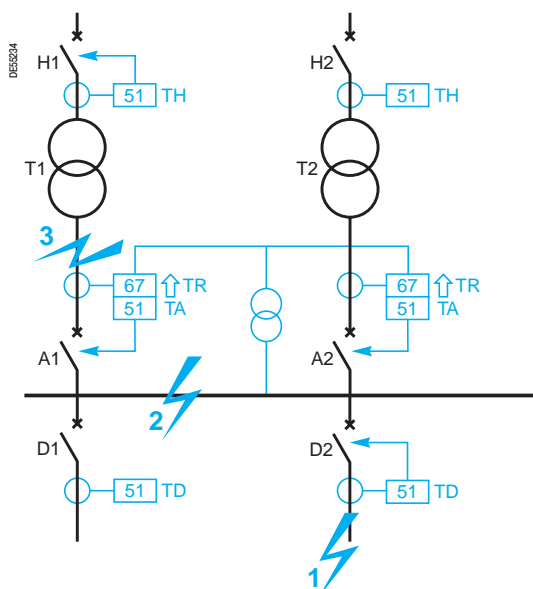 DE55234
H1
51 TH
H2
51 TH
T1
T2
3
67 TR
51 TA
67 TR
51 TA
A1
A2
2
D1
D2
51 TD
51 TD
1